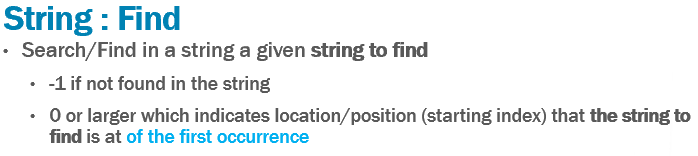 String : Find
• Search/Find in a string a given string to find
• -1 if not found in the string
• 0 or larger which indicates location/position (starting index) that the string to
find is at of the first occurrence